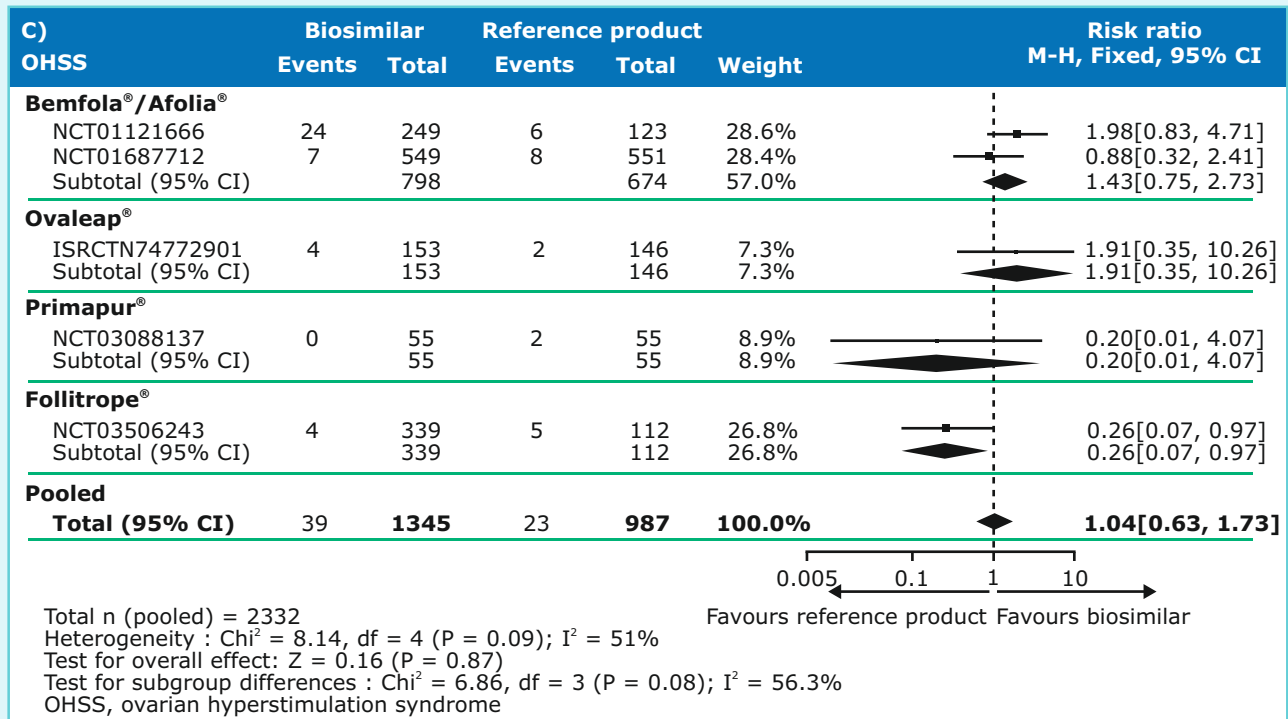 C) Biosimilar Reference product Risk ratio
OHSS Events Total Events Total Weight M-H, Fixed, 95% CI
Bemfola®/Afolia®
NCT01121666 24 249 6 123 28.6% 1.98[0.83, 4.71]
NCT01687712 7 549 8 551 28.4% 0.88[0.32, 2.41]
Subtotal (95% CI) 798 674 57.0% 1.43[0.75, 2.73]
Ovaleap®
ISRCTN74772901 4 153 2 146 7.3% 1.91[0.35, 10.26]
Subtotal (95% CI) 153 146 7.3% 1.91[0.35, 10.26]
Primapur®
NCT03088137 0 55 2 55 8.9% 0.20[0.01, 4.07]
Subtotal (95% CI) 55 55 8.9% 0.20[0.01, 4.07]
Follitrope®
NCT03506243 4 339 5 112 26.8% 0.26[0.07, 0.97]
Subtotal (95% CI) 339 112 26.8% 0.26[0.07, 0.97]
Pooled
Total (95% CI) 39 1345 23 987 100.0% 1.04[0.63, 1.73]
0.005 0.1 1 10
Favours reference product Favours biosimilar
Total n (pooled) = 2332
Heterogeneity : Chi² = 8.14, df = 4 (P = 0.09); I² = 51%
Test for overall effect: Z = 0.16 (P = 0.87)
Test for subgroup differences : Chi² = 6.86, df = 3 (P = 0.08); I² = 56.3%
OHSS, ovarian hyperstimulation syndrome